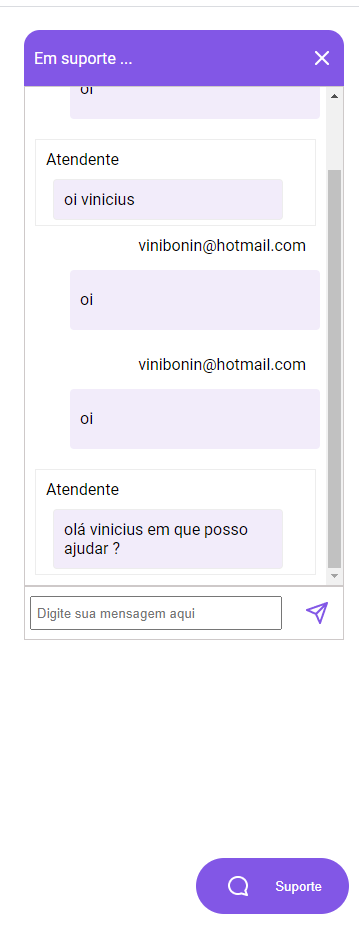 Em suporte ...
oi
Atendente
oi vinicius
vinibonin@hotmail.com
oi
vinibonin@hotmail.com
oi
Atendente
olá vinicius em que posso
ajudar ?
Digite sua mensagem aqui
Suporte